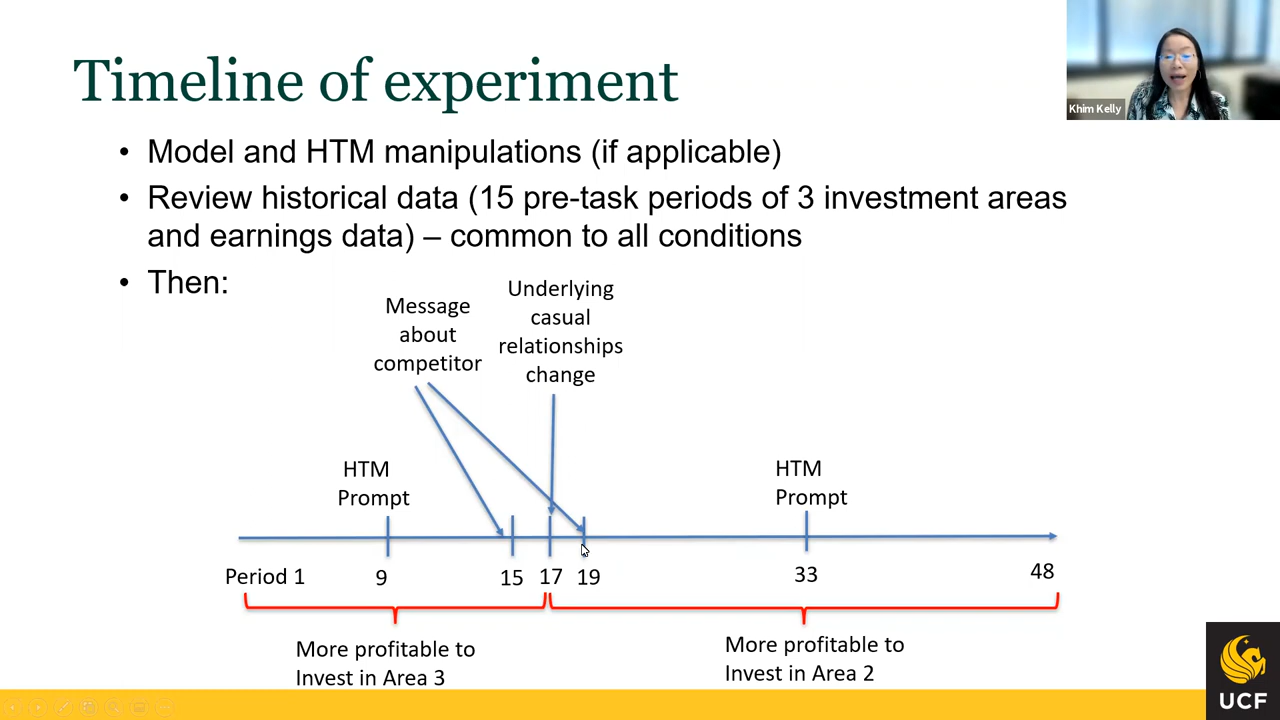 Timeline of experiment
Khim Kelly
• Model and HTM manipulations (if applicable)
• Review historical data (15 pre-task periods of 3 investment areas
and earnings data) – common to all conditions
• Then:
Message
about
competitor
Underlying
casual
relationships
change
HTM
Prompt
HTM
Prompt
Period 1
9
15
17
19
33
48
More profitable to
Invest in Area 3
More profitable to
Invest in Area 2
UCF